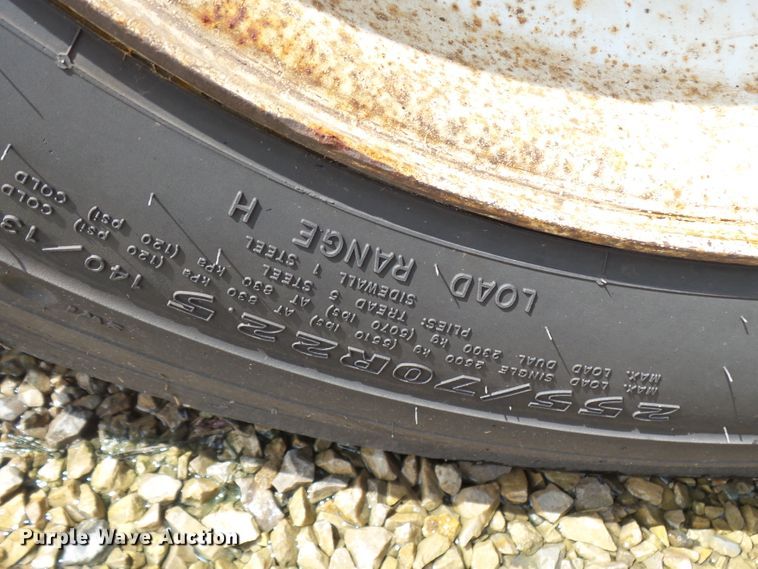 LOAD RANGE H
PLIES: TREAD 5 STEEL
SIDEWALL 1 STEEL
MAX. LOAD SINGLE 2500 kg (5510 lbs) AT 830 kPa (120 psi) COLD
MAX. LOAD DUAL 2300 kg (5070 lbs) AT 830 kPa (120 psi) COLD
255/70R22.5 140/13
Purple Wave Auction